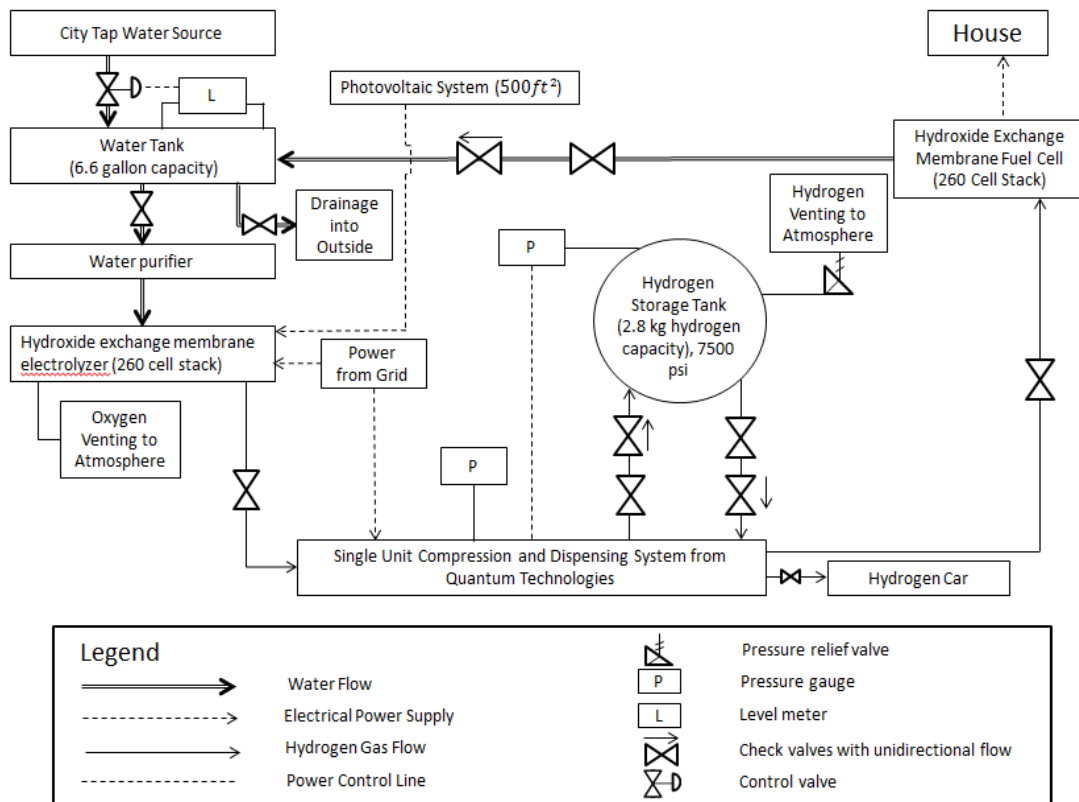 City Tap Water Source
House
L
Photovoltaic System (500ft²)
Water Tank
(6.6 gallon capacity)
Hydroxide Exchange
Membrane Fuel Cell
(260 Cell Stack)
Drainage
into
Outside
Hydrogen
Venting to
Atmosphere
P
Water purifier
Hydrogen
Storage Tank
(2.8 kg hydrogen
capacity), 7500
psi
Hydroxide exchange membrane
electrolyzer (260 cell stack)
Power
from Grid
Oxygen
Venting to
Atmosphere
P
Single Unit Compression and Dispensing System from
Quantum Technologies
Hydrogen Car
Legend
Water Flow
Electrical Power Supply
Hydrogen Gas Flow
Power Control Line
Pressure relief valve
P
Pressure gauge
L
Level meter
Check valves with unidirectional flow
Control valve